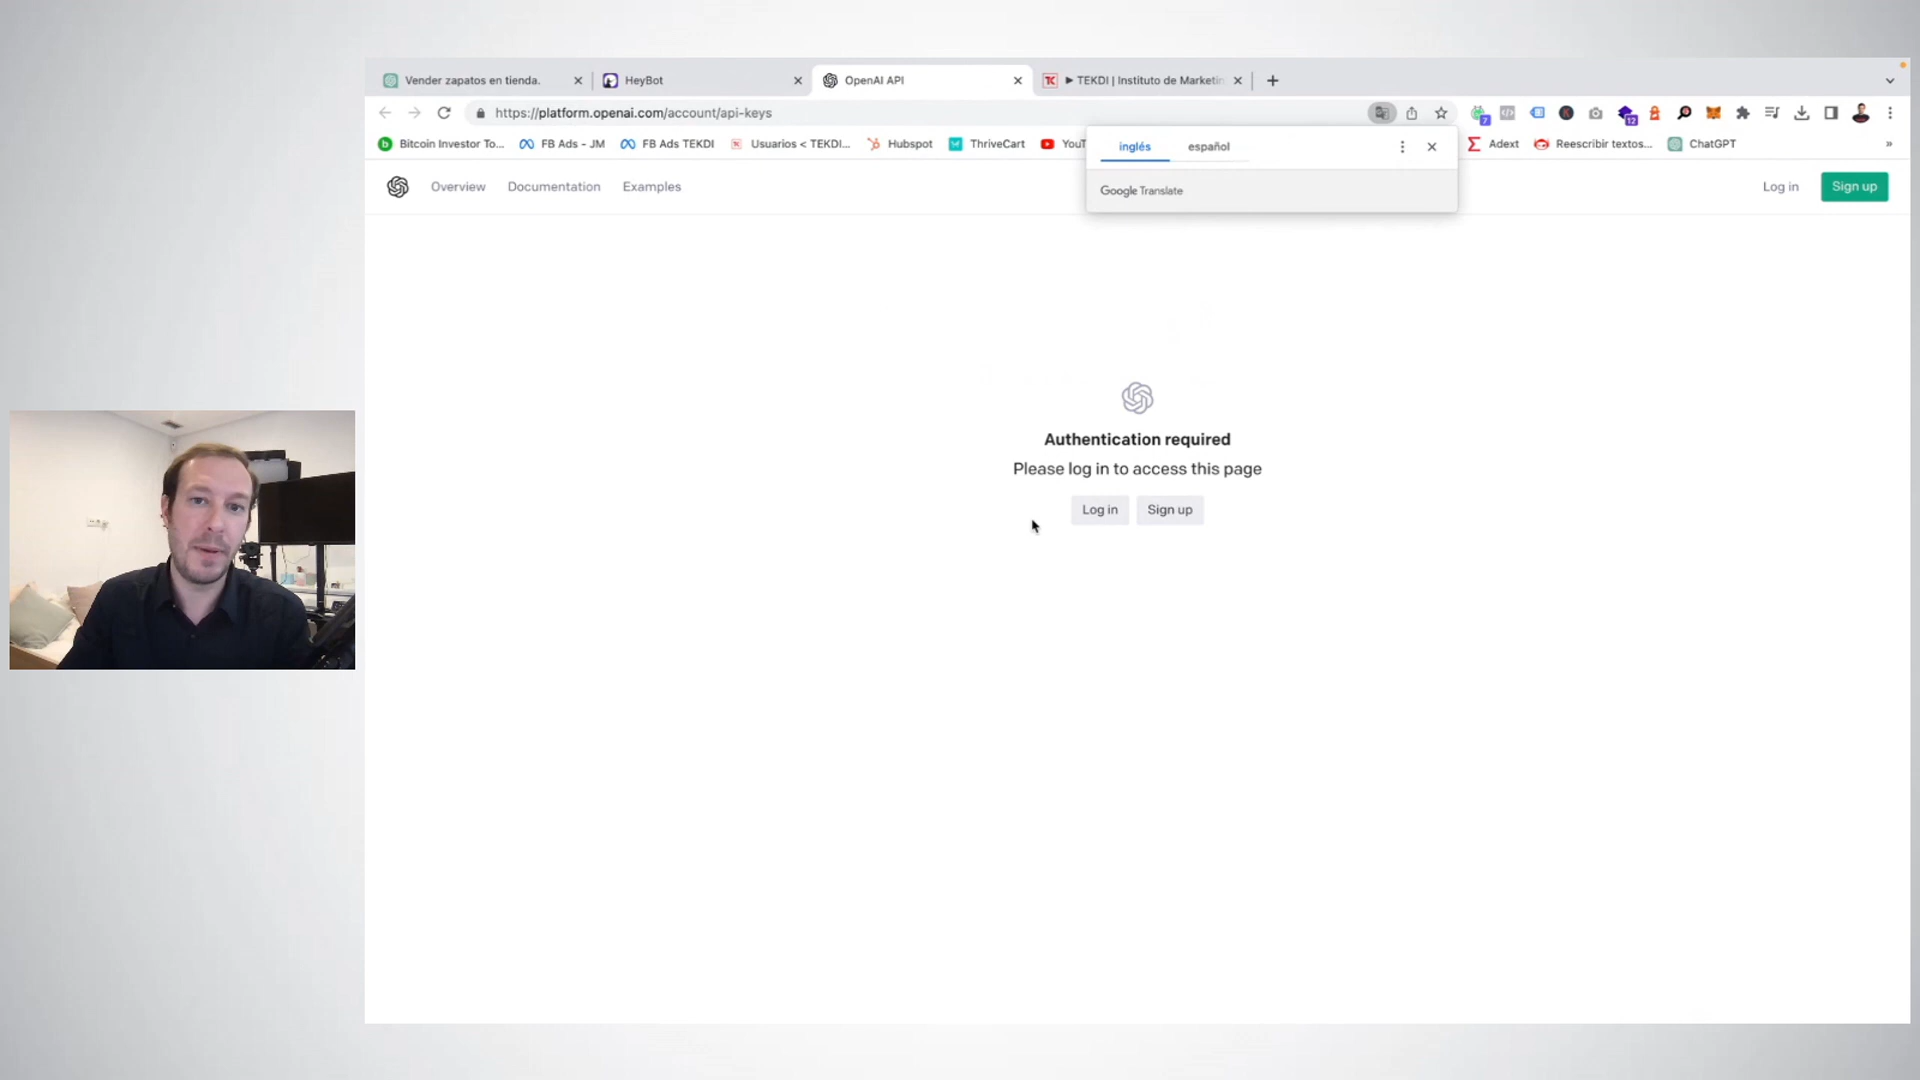 Vender zapatos en tienda.
HeyBot
OpenAI API
TEKDI | Instituto de Marketin
https://platform.openai.com/account/api-keys
7
12
Bitcoin Investor To...
FB Ads - JM
FB Ads TEKDI
Usuarios < TEKDI...
Hubspot
ThriveCart
YouT
Adext
Reescribir textos...
ChatGPT
»
inglés
español
Google Translate
Overview
Documentation
Examples
Log in
Sign up
Authentication required
Please log in to access this page
Log in
Sign up